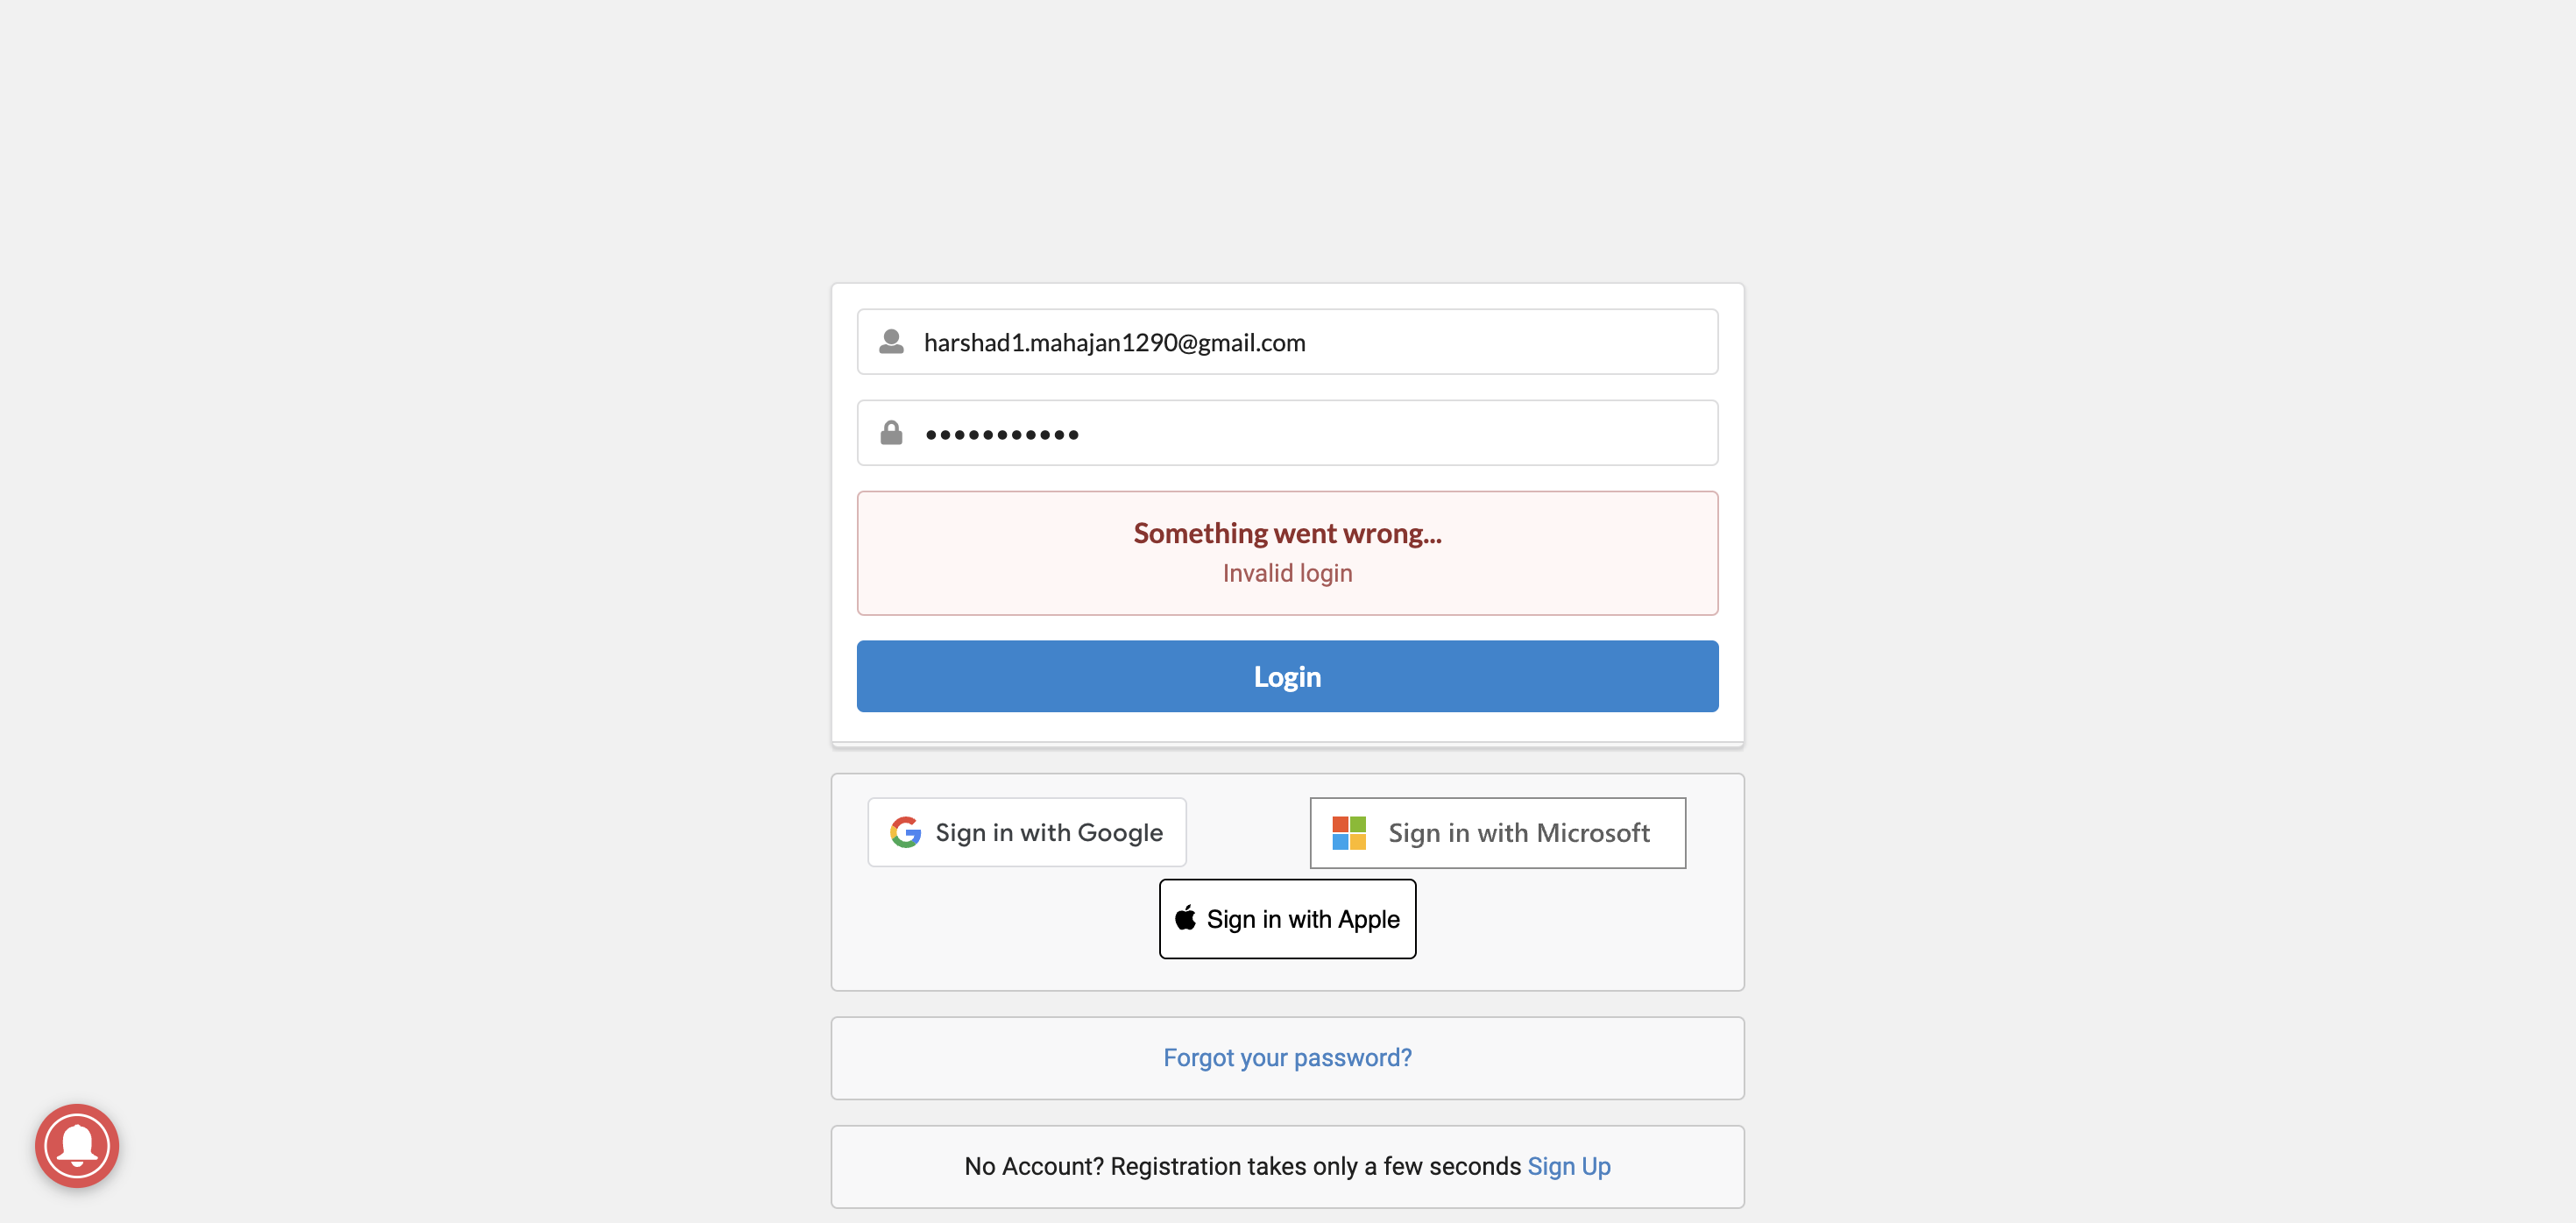 harshad1.mahajan1290@gmail.com
Something went wrong...
Invalid login
Login
Sign in with Google
Sign in with Microsoft
Sign in with Apple
Forgot your password?
No Account? Registration takes only a few seconds Sign Up